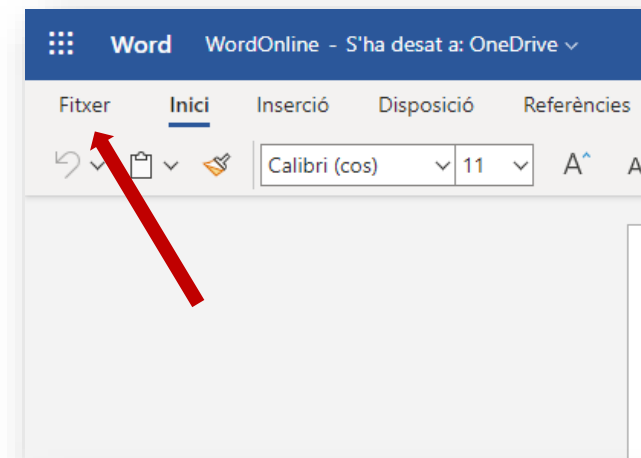 Word WordOnline - S'ha desat a: OneDrive
Fitxer Inici Inserció Disposició Referències
Calibri (cos) 11 A A